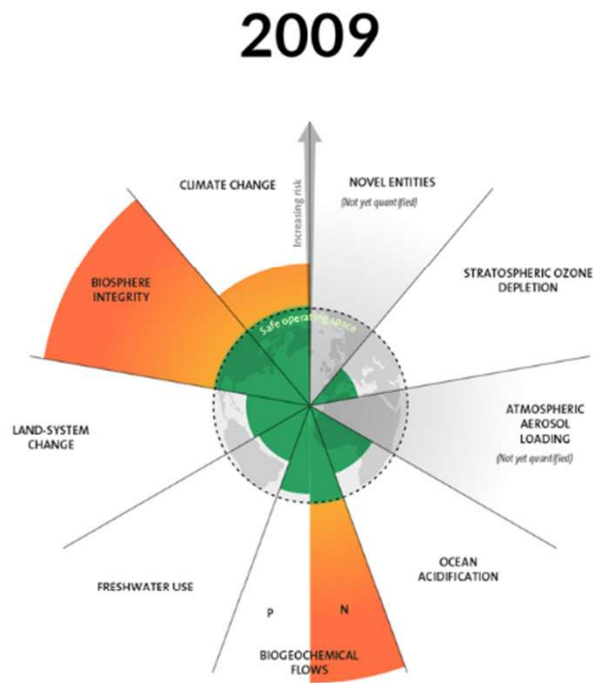 2009
CLIMATE CHANGE
NOVEL ENTITIES
(Not yet quantified)
Increasing risk
STRATOSPHERIC OZONE
DEPLETION
BIOSPHERE
INTEGRITY
Safe operating space
ATMOSPHERIC
AEROSOL
LOADING
(Not yet quantified)
LAND-SYSTEM
CHANGE
OCEAN
ACIDIFICATION
FRESHWATER USE
P
N
BIOGEOCHEMICAL
FLOWS